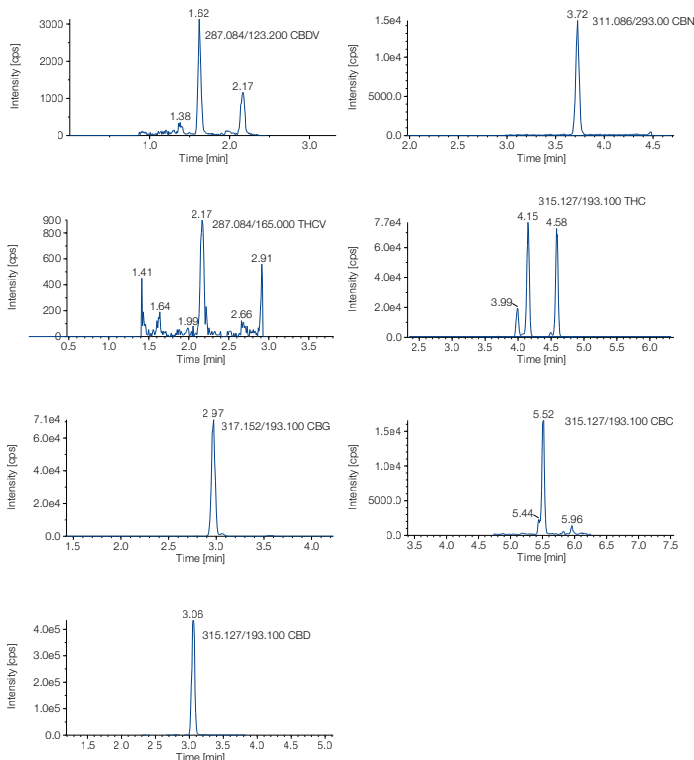 1.62
3000
287.084/123.200 CBDV
2000
2.17
1000
1.38
0
1.0
2.0
3.0
Intensity [cps]
Time [min]
1.5e4
3.72
311.086/293.00 CBN
1.0e4
5000.0
0.0
2.0
2.5
3.0
3.5
4.0
4.5
Intensity [cps]
Time [min]
900
2.17
287.084/165.000 THCV
800
600
2.91
1.41
400
200
1.64
1.99
2.66
0
0.5
1.0
1.5
2.0
2.5
3.0
3.5
Intensity [cps]
Time [min]
315.127/193.100 THC
7.7e4
4.15
4.58
6.0e4
4.0e4
3.99
2.0e4
0.0
2.5
3.0
3.5
4.0
4.5
5.0
5.5
6.0
Intensity [cps]
Time [min]
7.1e4
2.97
317.152/193.100 CBG
6.0e4
4.0e4
2.0e4
0.0
1.5
2.0
2.5
3.0
3.5
4.0
Intensity [cps]
Time [min]
5.52
315.127/193.100 CBC
1.5e4
1.0e4
5000.0
5.44
5.96
0.0
3.5
4.0
4.5
5.0
5.5
6.0
6.5
7.0
7.5
Intensity [cps]
Time [min]
3.06
4.0e5
315.127/193.100 CBD
3.0e5
2.0e5
1.0e5
0.0
1.5
2.0
2.5
3.0
3.5
4.0
4.5
5.0
Intensity [cps]
Time [min]